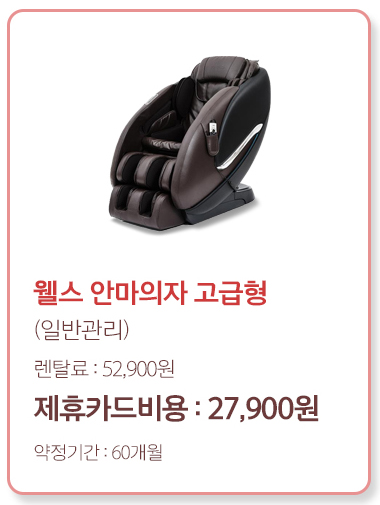 웰스 안마의자 고급형
(일반관리)
렌탈료 : 52,900원
제휴카드비용 : 27,900원
약정기간 : 60개월